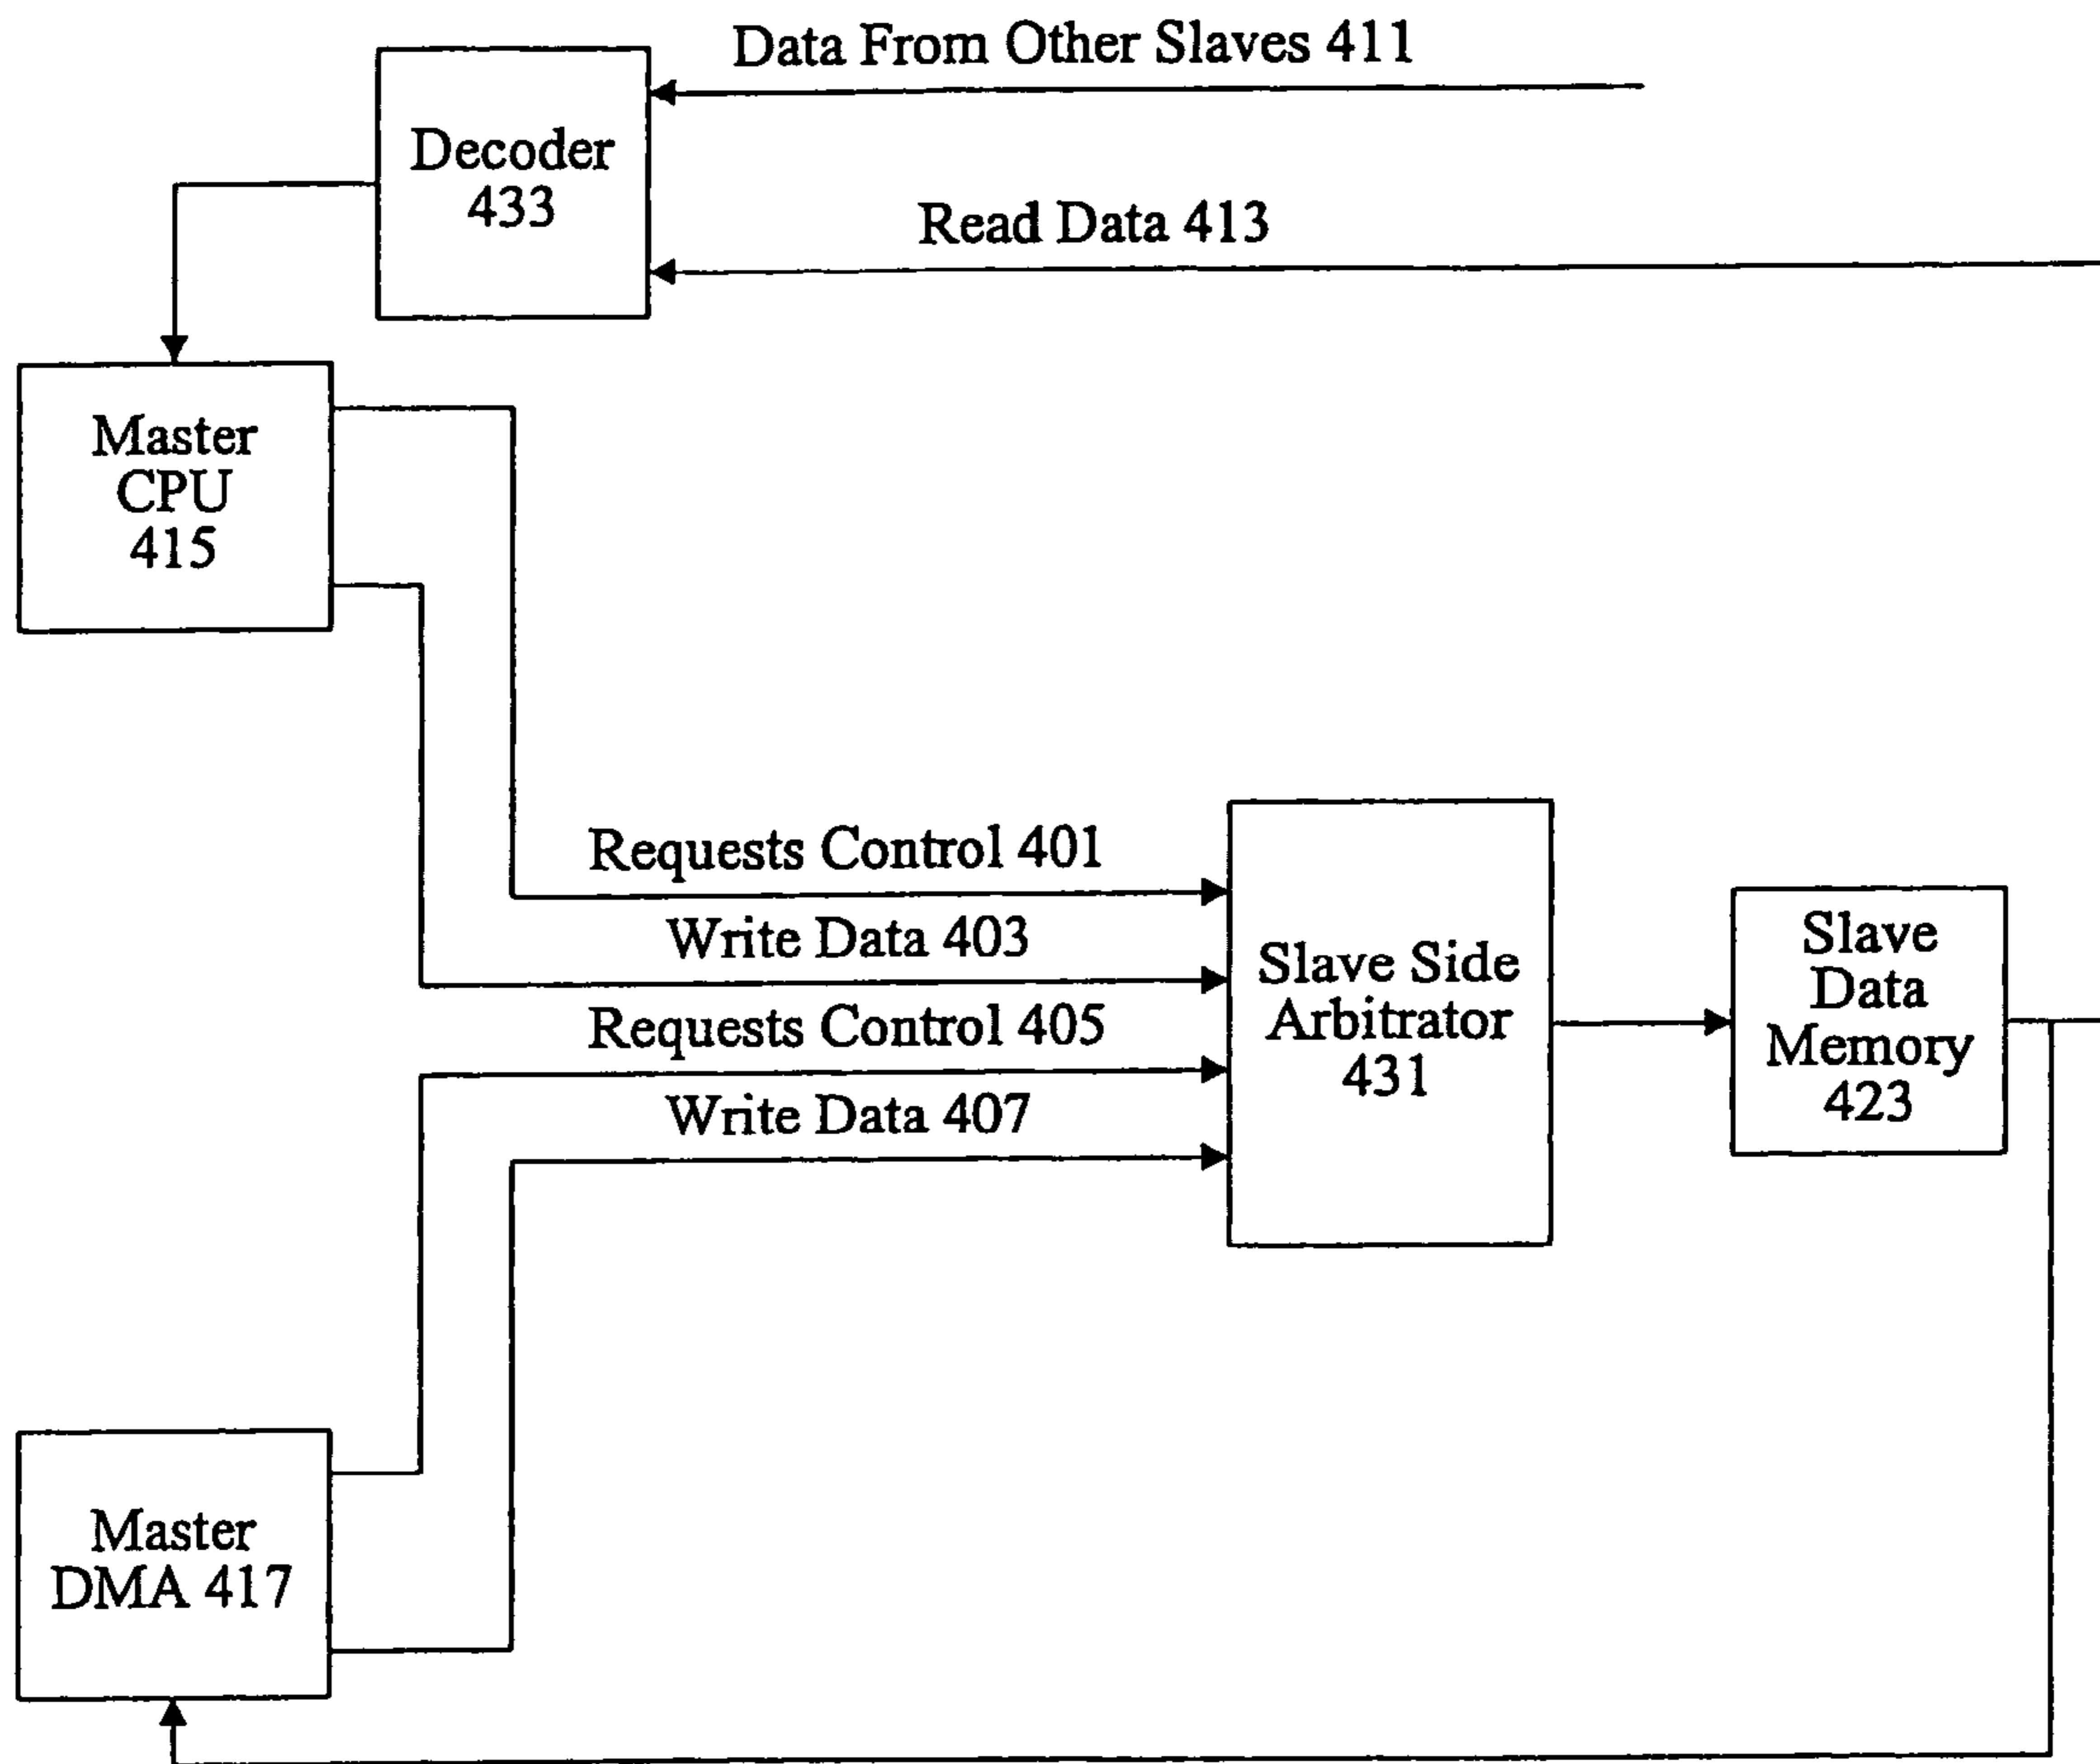 Data From Other Slaves 411
Decoder
433
Read Data 413
Master
CPU
415
Requests Control 401
Write Data 403
Requests Control 405
Write Data 407
Slave Side
Arbitrator
431
Slave
Data
Memory
423
Master
DMA 417